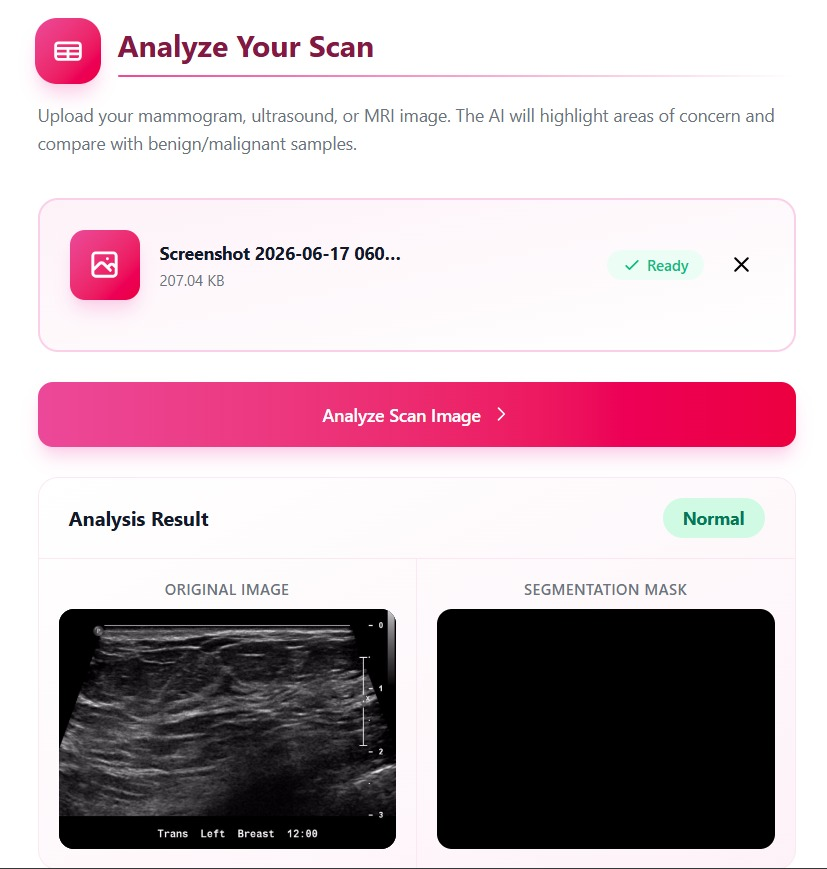 Analyze Your Scan
Upload your mammogram, ultrasound, or MRI image. The AI will highlight areas of concern and
compare with benign/malignant samples.
Screenshot 2026-06-17 060...
207.04 KB
Ready
Analyze Scan Image
Analysis Result
Normal
ORIGINAL IMAGE
SEGMENTATION MASK
0
1
2
3
Trans Left Breast 12:00